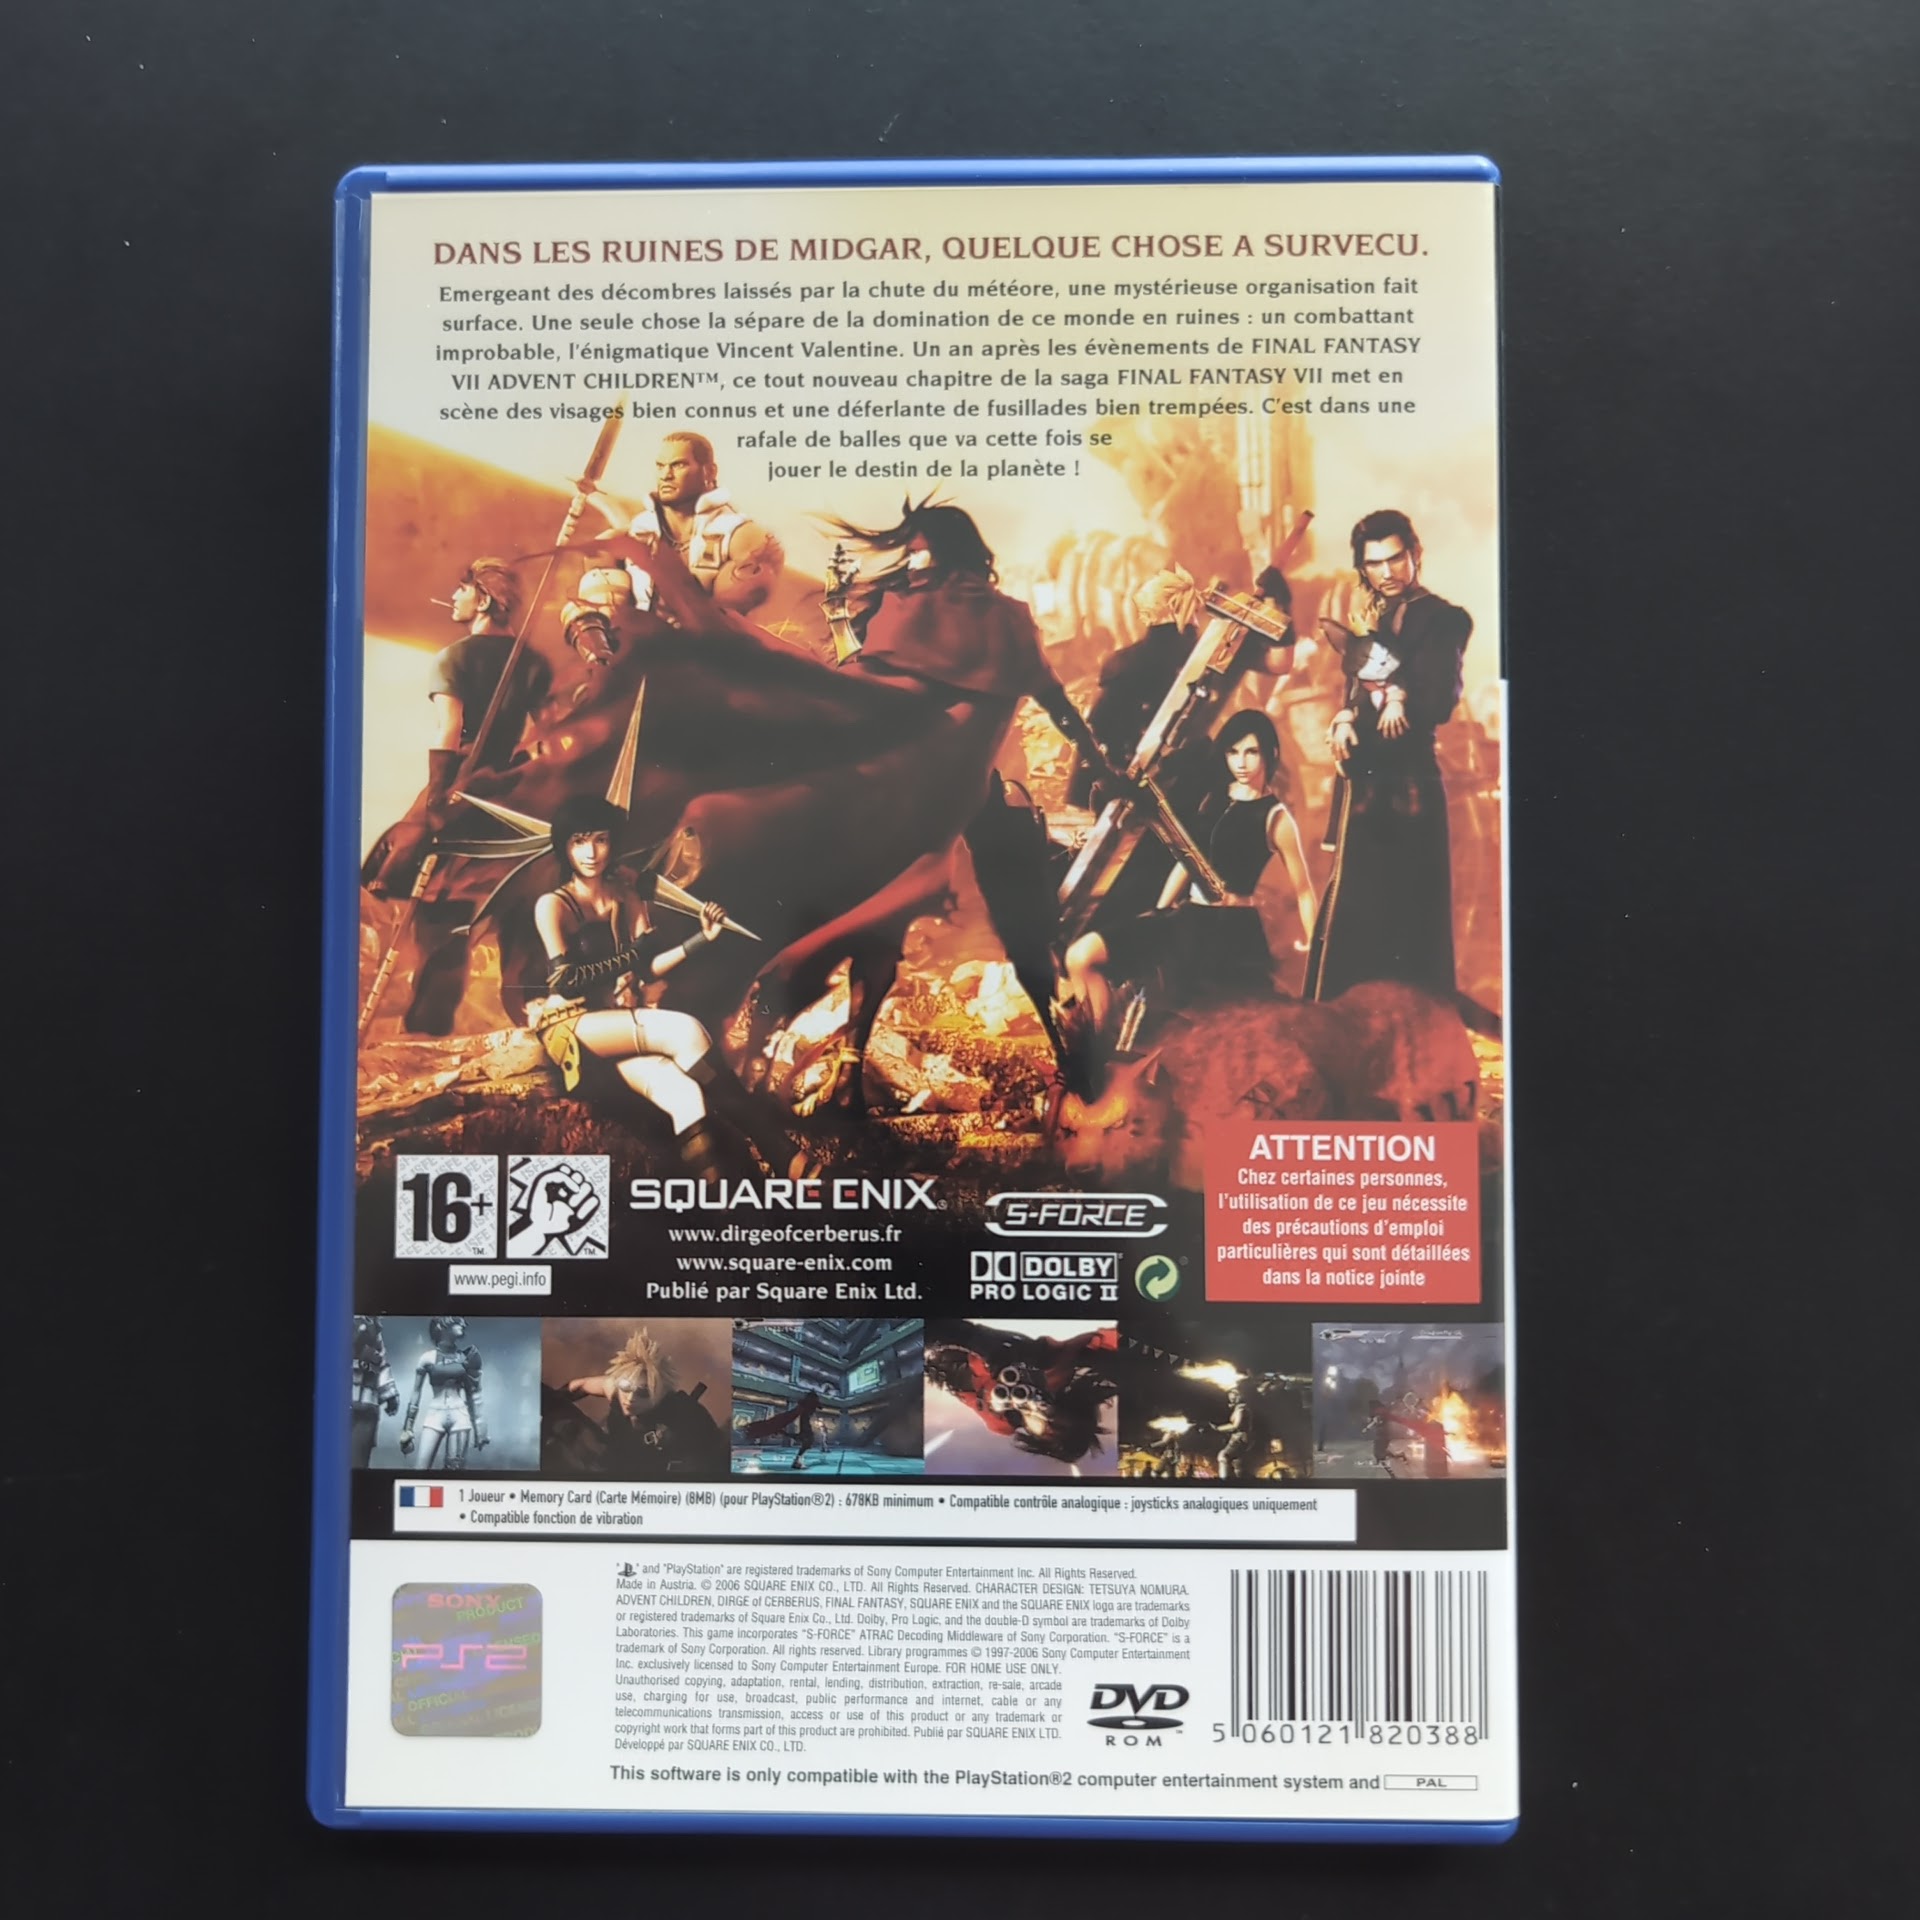 DANS LES RUINES DE MIDGAR, QUELQUE CHOSE A SURVECU.
Emergeant des décombres laissés par la chute du météore, une mystérieuse organisation fait
surface. Une seule chose la sépare de la domination de ce monde en ruines : un combattant
improbable, l'énigmatique Vincent Valentine. Un an après les évènements de FINAL FANTASY
VII ADVENT CHILDREN™, ce tout nouveau chapitre de la saga FINAL FANTASY VII met en
scène des visages bien connus et une déferlante de fusillades bien trempées. C'est dans une
rafale de balles que va cette fois se
jouer le destin de la planète !
16+
www.pegi.info
SQUARE ENIX
www.dirgeofcerberus.fr
www.square-enix.com
Publié par Square Enix Ltd.
S-FORCE
DOLBY
PRO LOGIC II
ATTENTION
Chez certaines personnes,
l'utilisation de ce jeu nécessite
des précautions d'emploi
particulières qui sont détaillées
dans la notice jointe
1 Joueur • Memory Card (Carte Mémoire) (8MB) (pour PlayStation®2) : 678KB minimum • Compatible contrôle analogique : joysticks analogiques uniquement
• Compatible fonction de vibration
SONY
PRODUCT
PS2
OFFICIAL
" " and "PlayStation" are registered trademarks of Sony Computer Entertainment Inc. All Rights Reserved.
Made in Austria. © 2006 SQUARE ENIX CO., LTD. All Rights Reserved. CHARACTER DESIGN: TETSUYA NOMURA.
ADVENT CHILDREN, DIRGE of CERBERUS, FINAL FANTASY, SQUARE ENIX and the SQUARE ENIX logo are trademarks
or registered trademarks of Square Enix Co., Ltd. Dolby, Pro Logic, and the double-D symbol are trademarks of Dolby
Laboratories. This game incorporates "S-FORCE" ATRAC Decoding Middleware of Sony Corporation. "S-FORCE" is a
trademark of Sony Corporation. All rights reserved. Library programmes © 1997-2006 Sony Computer Entertainment
Inc. exclusively licensed to Sony Computer Entertainment Europe. FOR HOME USE ONLY.
Unauthorised copying, adaptation, rental, lending, distribution, extraction, re-sale, arcade
use, charging for use, broadcast, public performance and internet, cable or any
telecommunications transmission, access or use of this product or any trademark or
copyright work that forms part of this product are prohibited. Publié par SQUARE ENIX LTD.
Développé par SQUARE ENIX CO., LTD.
DVD
ROM
5 060121 820388
This software is only compatible with the PlayStation®2 computer entertainment system and PAL